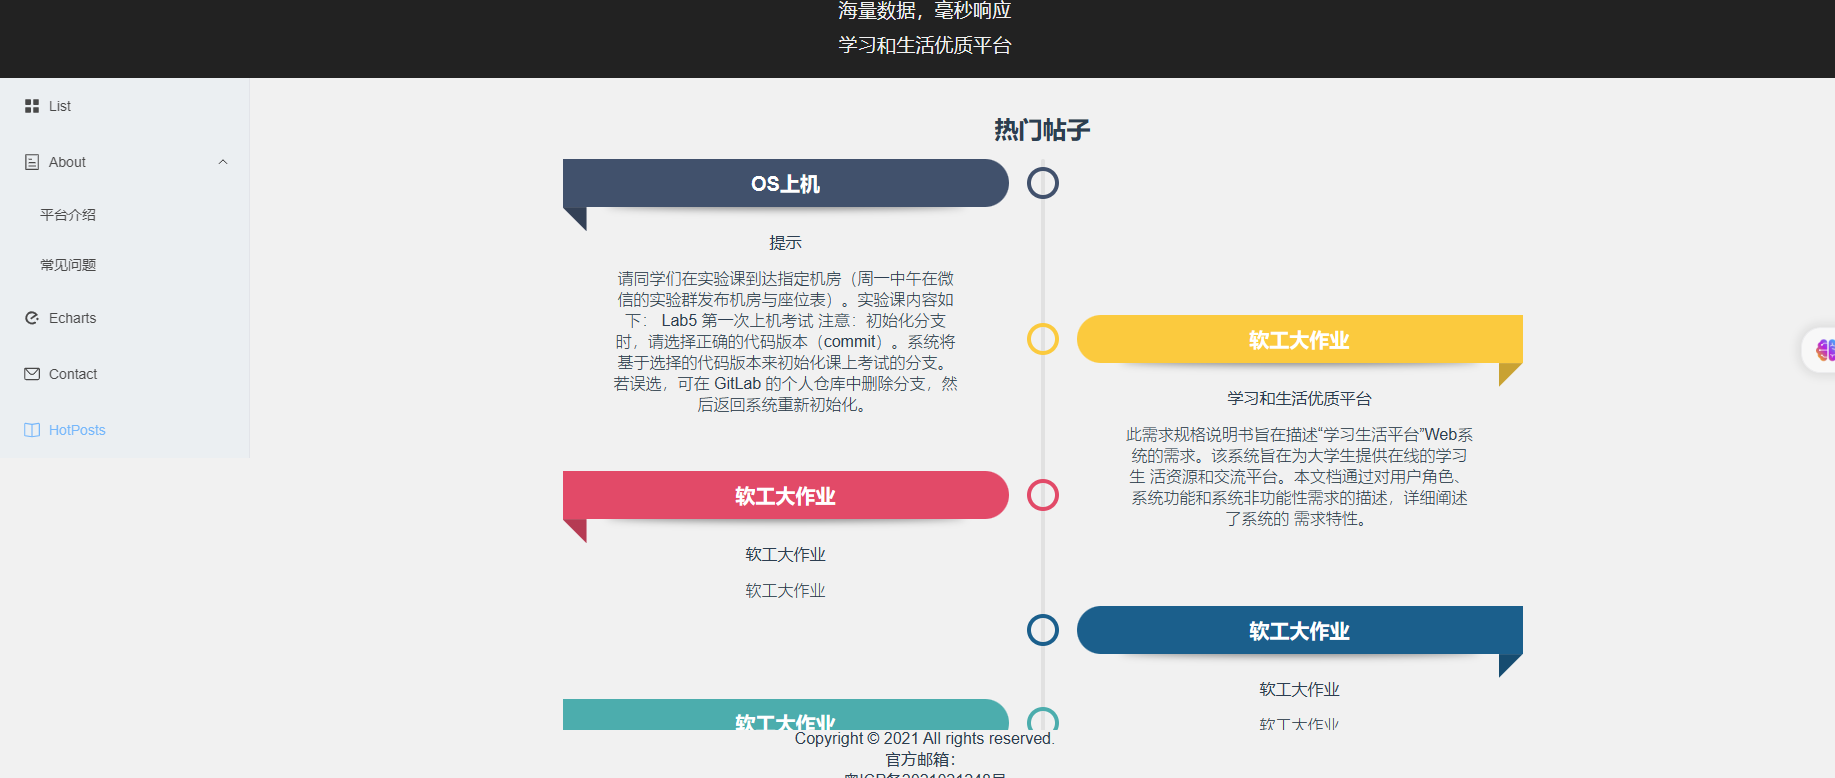 海量数据，毫秒响应
学习和生活优质平台
List
About
平台介绍
常见问题
Echarts
Contact
HotPosts
热门帖子
OS上机
提示
请同学们在实验课到达指定机房（周一中午在微
信的实验群发布机房与座位表）。实验课内容如
下： Lab5 第一次上机考试 注意：初始化分支
时，请选择正确的代码版本（commit）。系统将
基于选择的代码版本来初始化课上考试的分支。
若误选，可在 GitLab 的个人仓库中删除分支，然
后返回系统重新初始化。
软工大作业
学习和生活优质平台
此需求规格说明书旨在描述“学习生活平台”Web系
统的需求。该系统旨在为大学生提供在线的学习
生 活资源和交流平台。本文档通过对用户角色、
系统功能和系统非功能性需求的描述，详细阐述
了系统的 需求特性。
软工大作业
软工大作业
软工大作业
软工大作业
软工大作业
软工大作业
软工大作业
Copyright © 2021 All rights reserved.
官方邮箱：